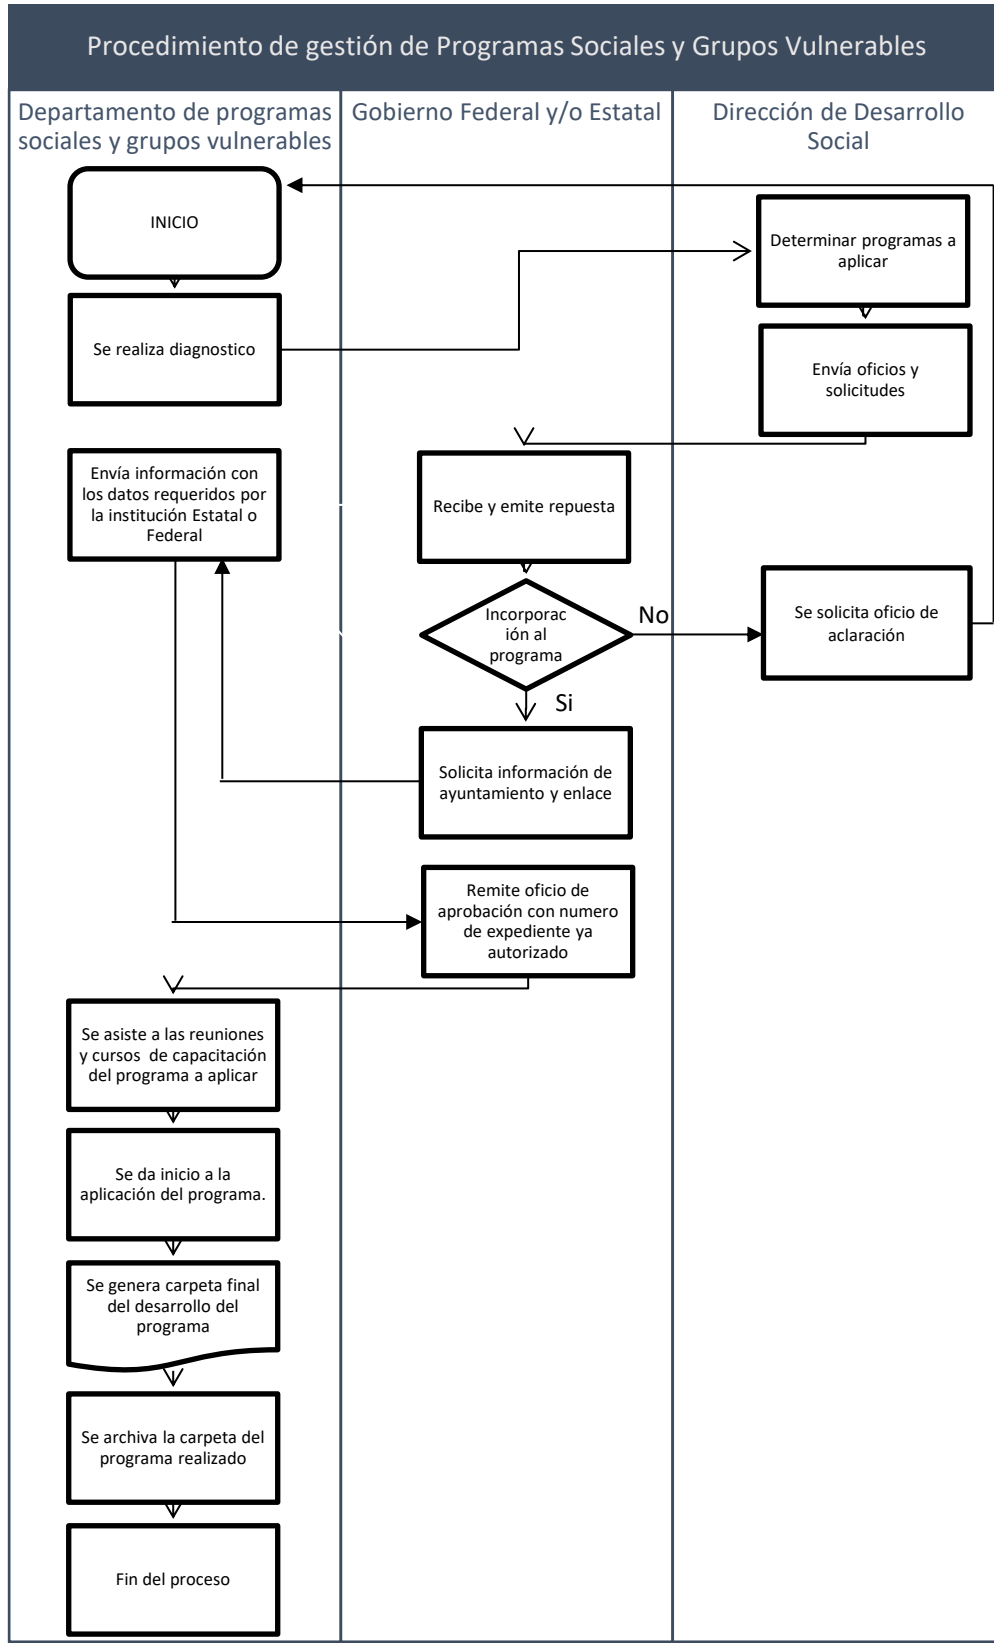 Procedimiento de gestión de Programas Sociales y Grupos Vulnerables
Departamento de programas
sociales y grupos vulnerables
Gobierno Federal y/o Estatal
Dirección de Desarrollo
Social
INICIO
Determinar programas a
aplicar
Se realiza diagnostico
Envía oficios y
solicitudes
Envía información con
los datos requeridos por
la institución Estatal o
Federal
Recibe y emite repuesta
Incorporac
ión al
programa
No
Se solicita oficio de
aclaración
Si
Solicita información de
ayuntamiento y enlace
Remite oficio de
aprobación con numero
de expediente ya
autorizado
Se asiste a las reuniones
y cursos  de capacitación
del programa a aplicar
Se da inicio a la
aplicación del programa.
Se genera carpeta final
del desarrollo del
programa
Se archiva la carpeta del
programa realizado
Fin del proceso